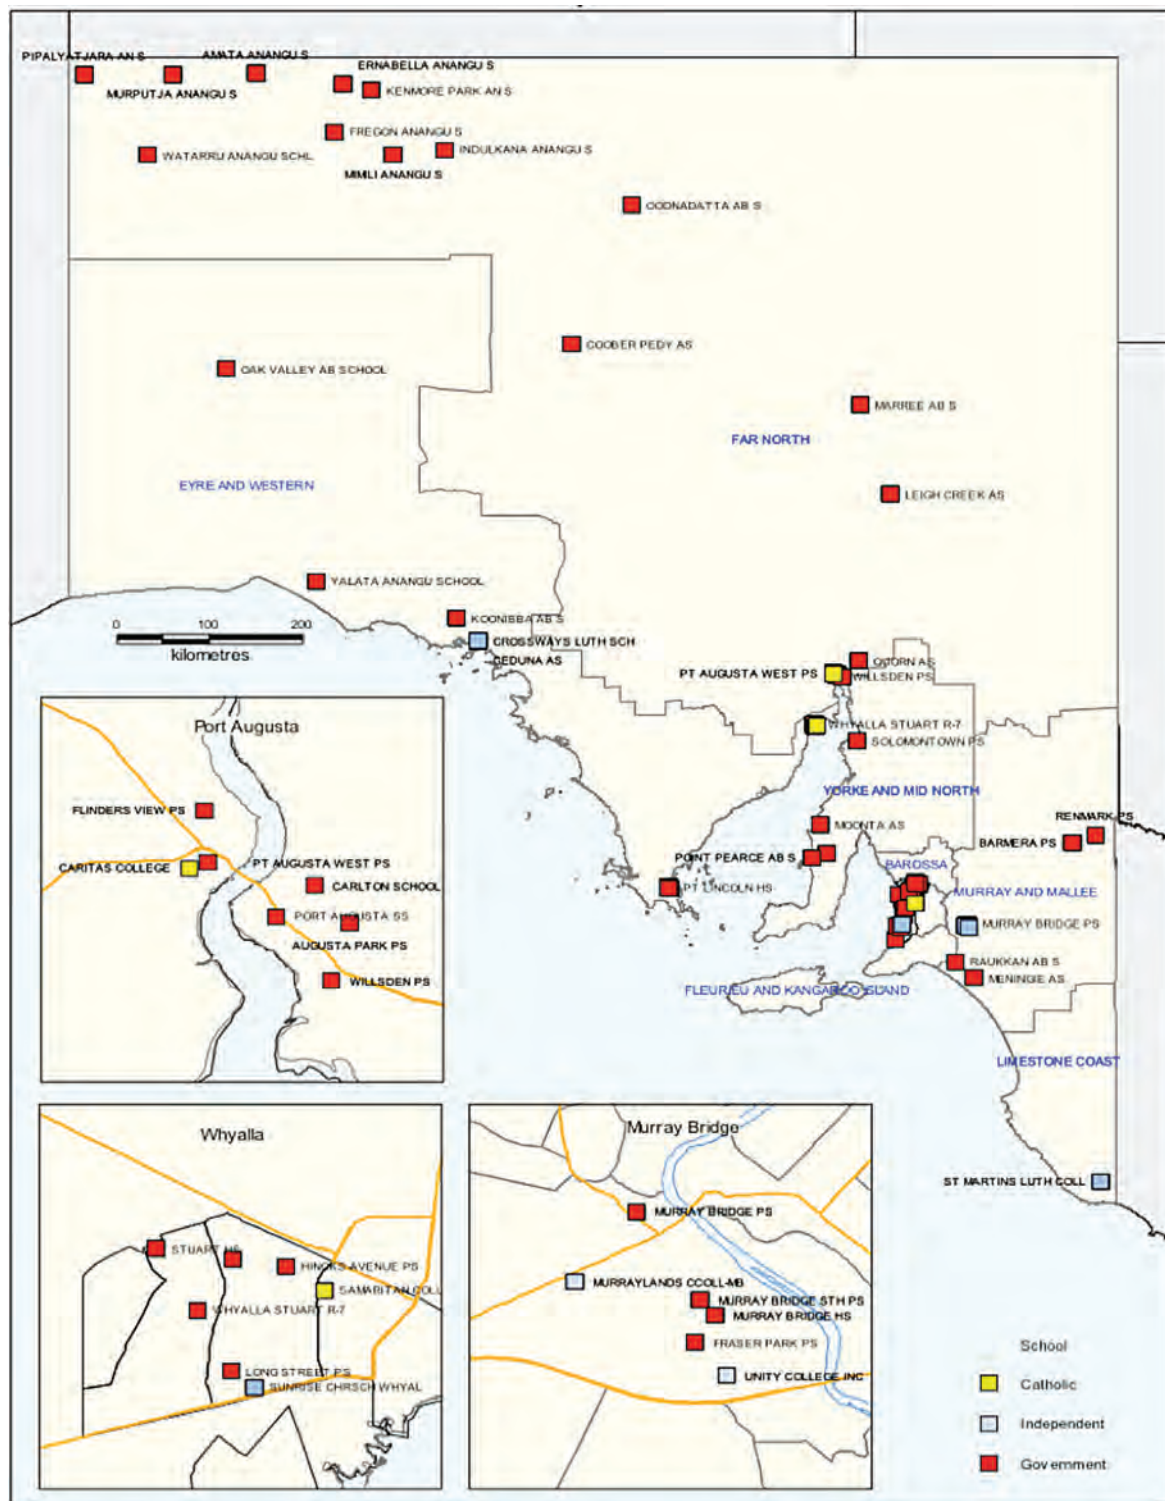 PIPALYATJARA AN S
AMATA ANANGU S
MURPUTJA ANANGU S
ERNABELLA ANANGU S
KENMORE PARK AN S
FREGON ANANGU S
WATARRU ANANGU SCHL
INDULKANA ANANGU S
MIMLI ANANGU S
OODNADATTA AB S
COOBER PEDY AS
OAK VALLEY AB SCHOOL
MARREE AB S
FAR NORTH
EYRE AND WESTERN
LEIGH CREEK AS
YALATA ANANGU SCHOOL
KOONIBBA AB S
0 100 200
kilometres
CROSSWAYS LUTH SCH
CEDUNA AS
QUORN AS
PT AUGUSTA WEST PS
WILLSDEN PS
WHYALLA STUART R-7
SOLOMONTOWN PS
YORKE AND MID NORTH
MOONTA AS
RENMARK PS
BARMERA PS
POINT PEARCE AB S
BAROSSA
PT LINCOLN HS
MURRAY AND MALLEE
MURRAY BRIDGE PS
RAUKKAN AB S
MENINGIE AS
FLEURIEU AND KANGAROO ISLAND
LIMESTONE COAST
ST MARTINS LUTH COLL
Port Augusta
FLINDERS VIEW PS
CARITAS COLLEGE
PT AUGUSTA WEST PS
CARLTON SCHOOL
PORT AUGUSTA SS
AUGUSTA PARK PS
WILLSDEN PS
Whyalla
STUART HS
HINCKS AVENUE PS
SAMARITAN COLL
WHYALLA STUART R-7
LONG STREET PS
SUNRISE CHRSCH WHYAL
Murray Bridge
MURRAY BRIDGE PS
MURRAYLANDS CCOLL-MB
MURRAY BRIDGE STH PS
MURRAY BRIDGE HS
FRASER PARK PS
UNITY COLLEGE INC
School
Catholic
Independent
Government